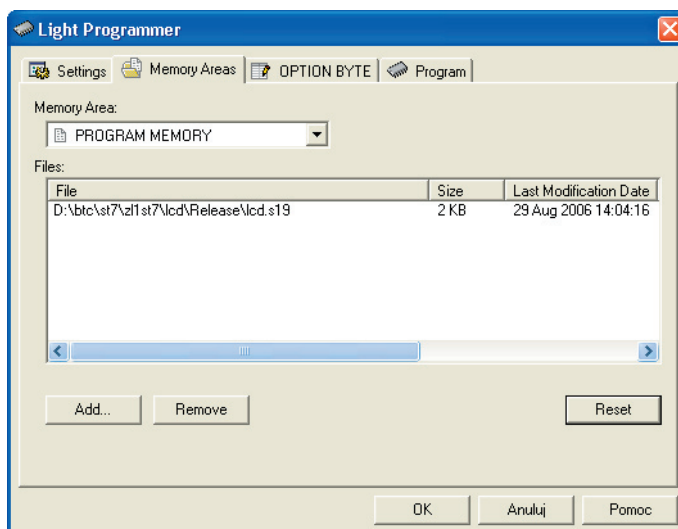 Light Programmer
Settings Memory Areas OPTION BYTE Program
Memory Area:
PROGRAM MEMORY
Files:
File Size Last Modification Date
D:\btc\st7\zl1st7\lcd\Release\lcd.s19 2 KB 29 Aug 2006 14:04:16
Add... Remove Reset
OK Anuluj Pomoc